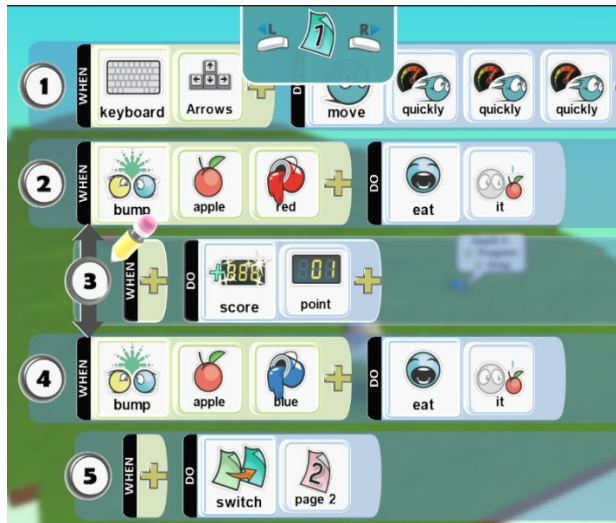 L 1 R
1 WHEN keyboard Arrows DO move quickly quickly quickly
2 WHEN bump apple red DO eat it
3 WHEN DO score 01 point
4 WHEN bump apple blue DO eat it
5 WHEN DO switch 2 page 2